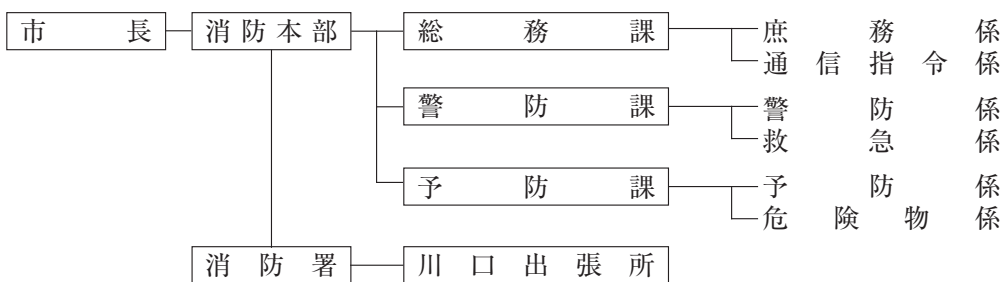 市長 消防本部 総務課 庶務係
通信指令係
警防課 警防係
救急係
予防課 予防係
危険物係
消防署 川口出張所